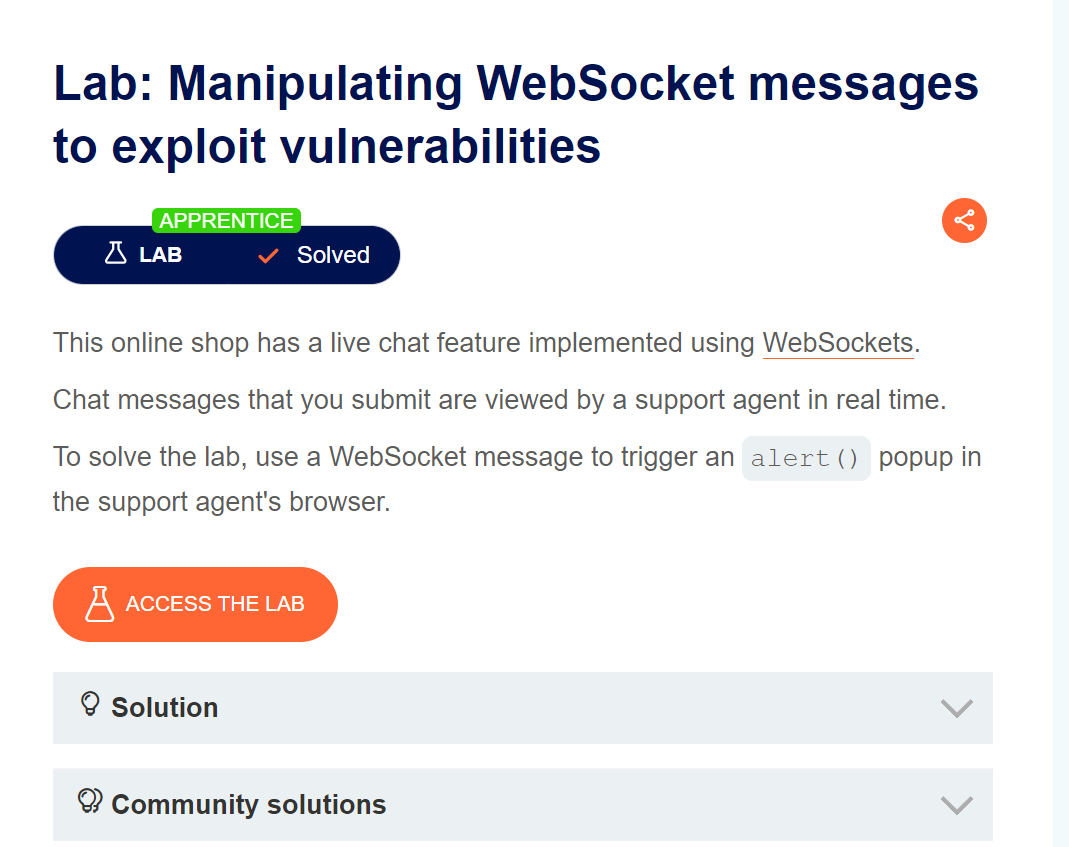 Lab: Manipulating WebSocket messages
to exploit vulnerabilities
APPRENTICE
LAB Solved
This online shop has a live chat feature implemented using WebSockets.
Chat messages that you submit are viewed by a support agent in real time.
To solve the lab, use a WebSocket message to trigger an alert() popup in
the support agent's browser.
ACCESS THE LAB
Solution
Community solutions